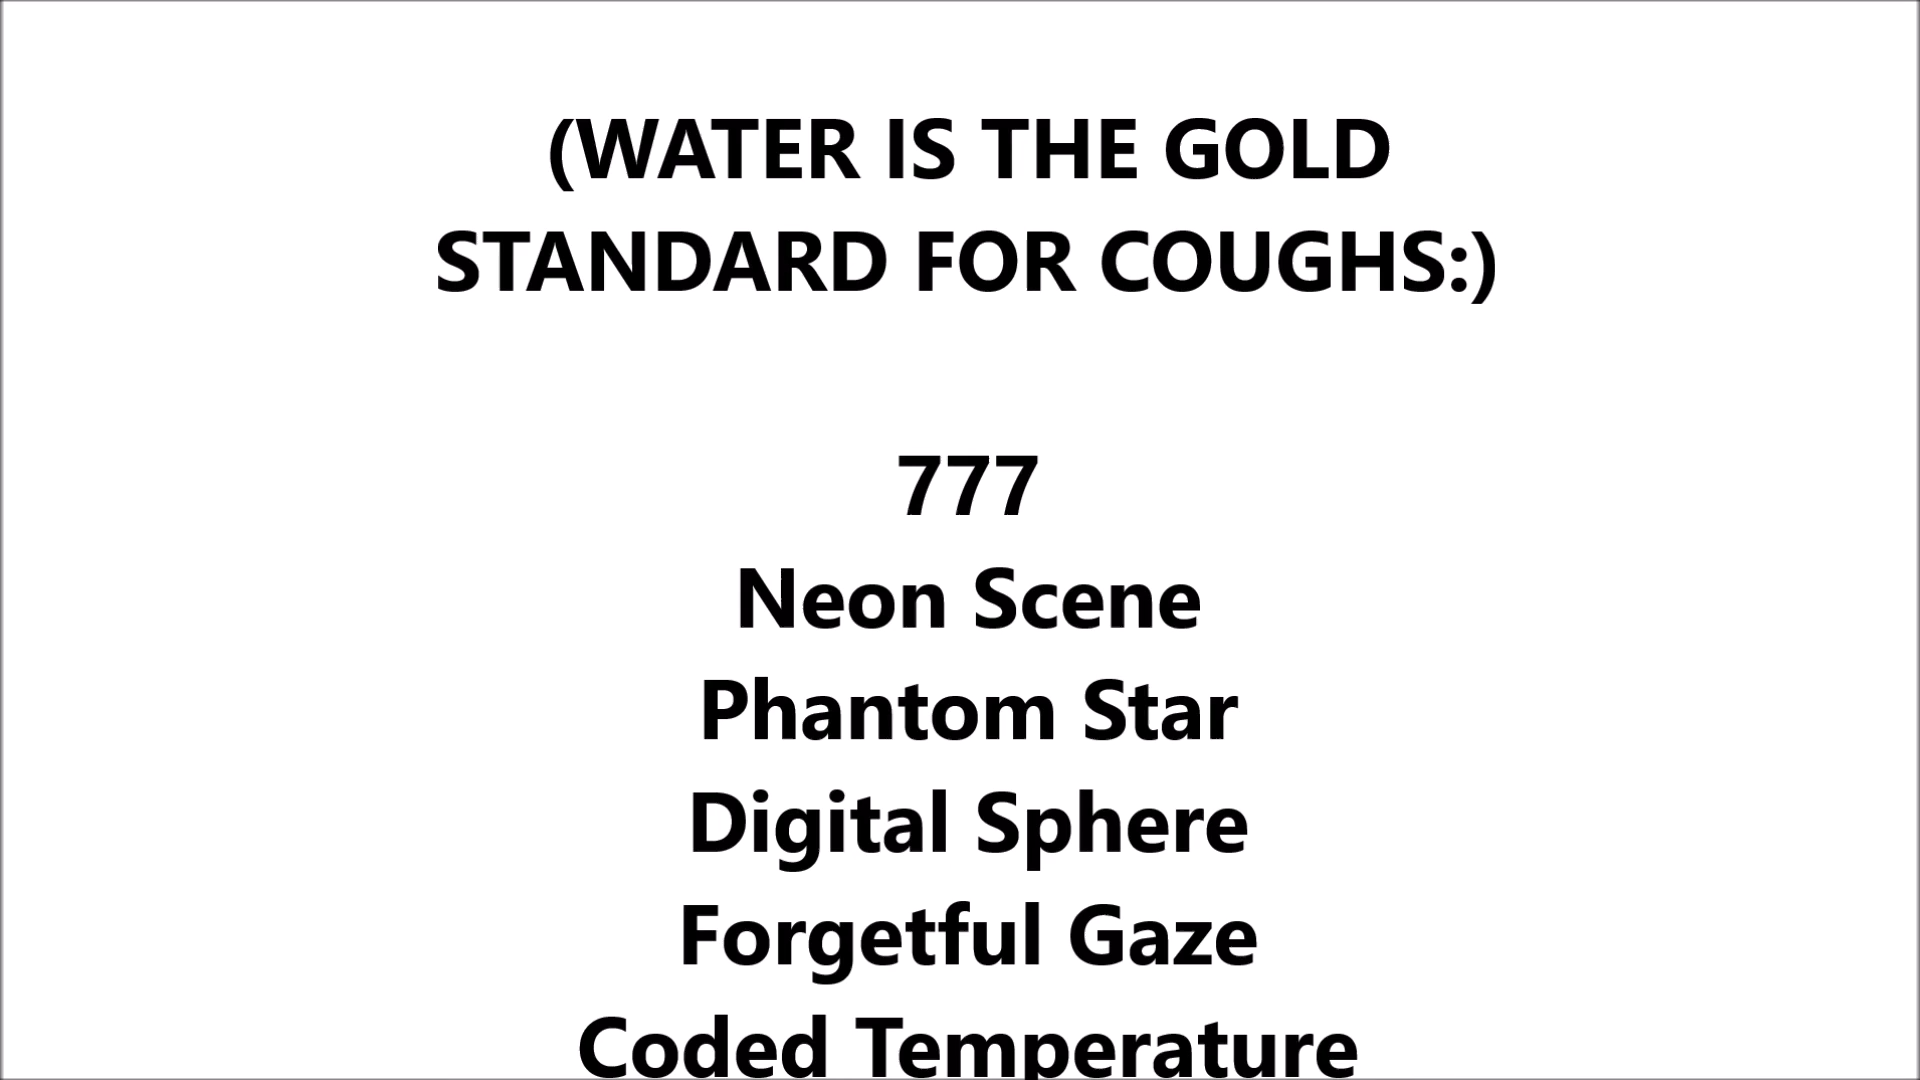 (WATER IS THE GOLD
STANDARD FOR COUGHS:)
777
Neon Scene
Phantom Star
Digital Sphere
Forgetful Gaze
Coded Temperature